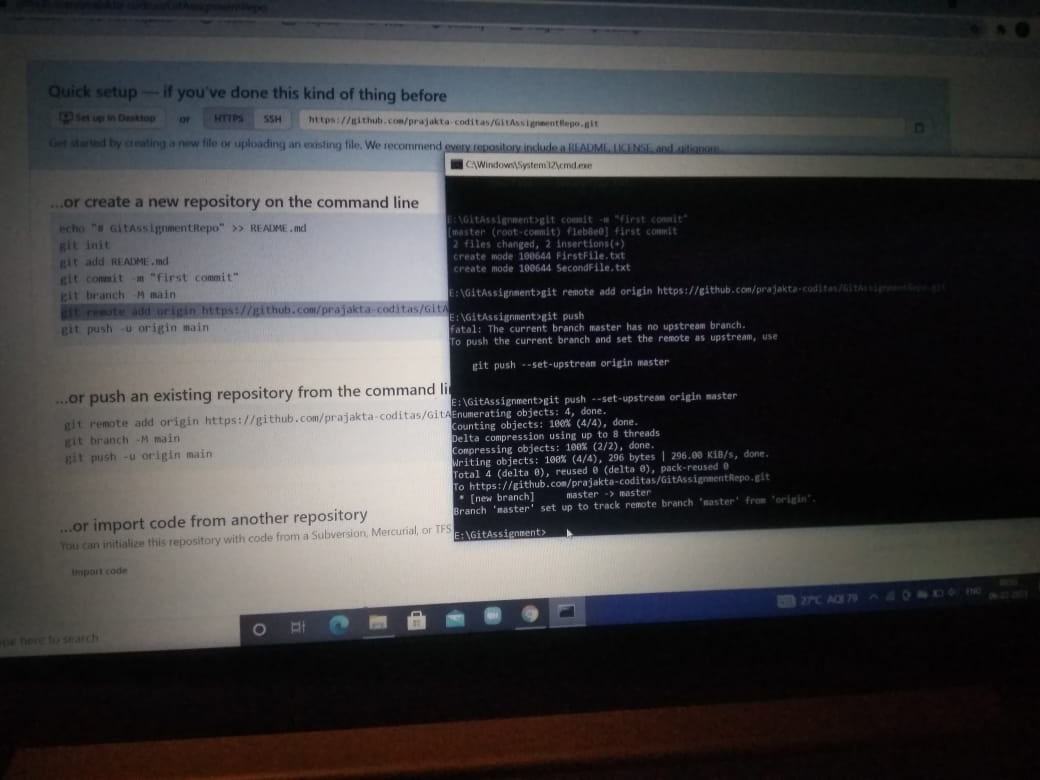 Quick setup — if you've done this kind of thing before
Set up in Desktop or HTTPS SSH https://github.com/prajakta-coditas/GitAssignmentRepo.git
Get started by creating a new file or uploading an existing file. We recommend every repository include a README, LICENSE, and .gitignore.
...or create a new repository on the command line
echo "# GitAssignmentRepo" >> README.md
git init
git add README.md
git commit -m "first commit"
git branch -M main
git remote add origin https://github.com/prajakta-coditas/GitA
git push -u origin main
...or push an existing repository from the command li
git remote add origin https://github.com/prajakta-coditas/GitA
git branch -M main
git push -u origin main
...or import code from another repository
You can initialize this repository with code from a Subversion, Mercurial, or TFS
Import code
C:\Windows\System32\cmd.exe
E:\GitAssignment>git commit -m "first commit"
[master (root-commit) f1eb8e0] first commit
2 files changed, 2 insertions(+)
create mode 100644 FirstFile.txt
create mode 100644 SecondFile.txt
E:\GitAssignment>git remote add origin https://github.com/prajakta-coditas/GitAssignmentRepo.git
E:\GitAssignment>git push
fatal: The current branch master has no upstream branch.
To push the current branch and set the remote as upstream, use
git push --set-upstream origin master
E:\GitAssignment>git push --set-upstream origin master
Enumerating objects: 4, done.
Counting objects: 100% (4/4), done.
Delta compression using up to 8 threads
Compressing objects: 100% (2/2), done.
Writing objects: 100% (4/4), 296 bytes | 296.00 KiB/s, done.
Total 4 (delta 0), reused 0 (delta 0), pack-reused 0
To https://github.com/prajakta-coditas/GitAssignmentRepo.git
* [new branch] master -> master
Branch 'master' set up to track remote branch 'master' from 'origin'.
E:\GitAssignment>
pe here to search
27°C AQI 79
ENG